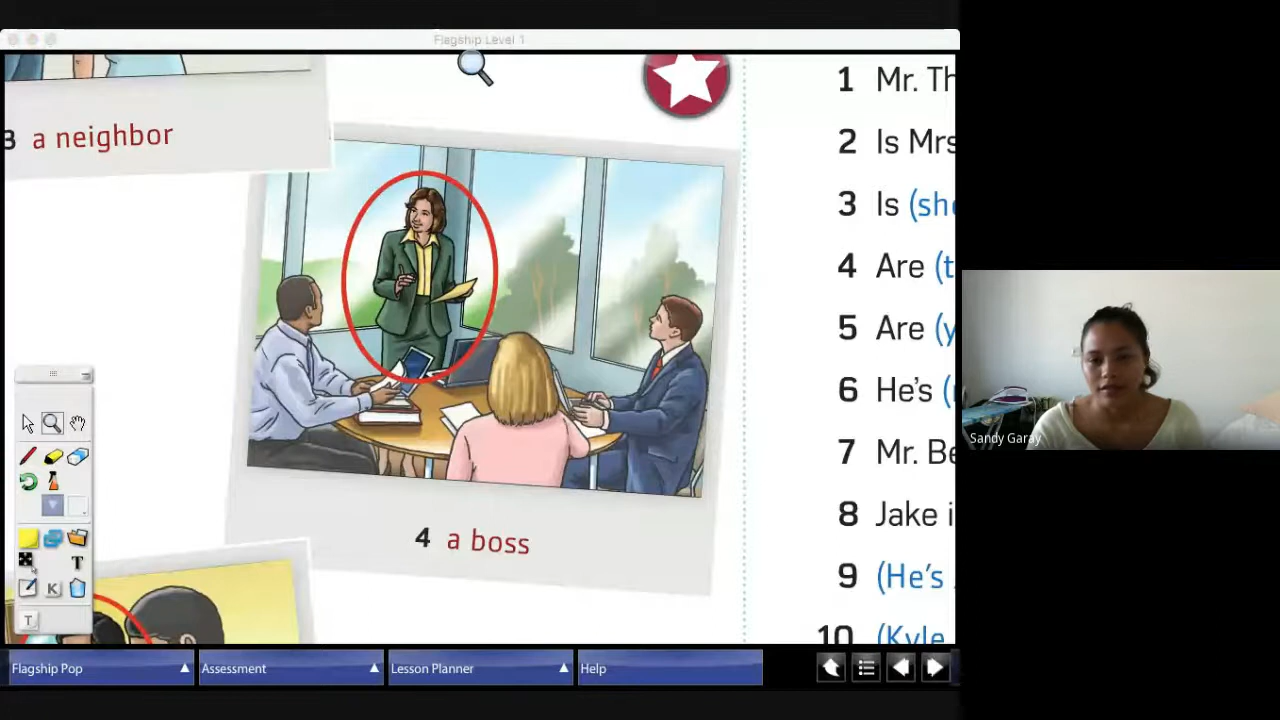 Flagship Level 1
3 a neighbor
4 a boss
1 Mr. Th
2 Is Mrs
3 Is (she
4 Are (t
5 Are (y
6 He's (
7 Mr. Be
8 Jake i
9 (He's
10 (Kyle
T
K
T
Flagship Pop
Assessment
Lesson Planner
Help
Sandy Garay